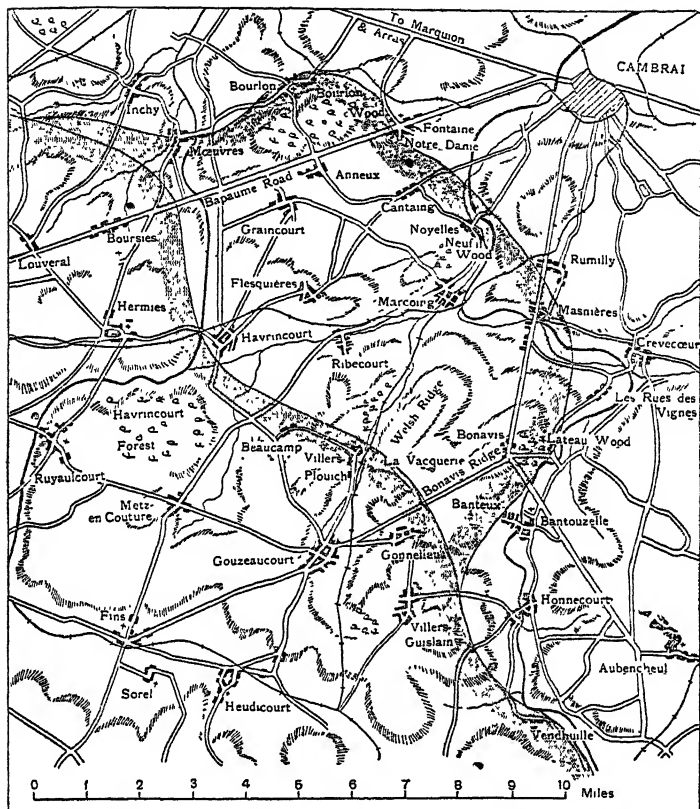 To Marquion
& Arras
CAMBRAI
Bourlon
Bourlon
Wood
Inchy
Fontaine
Notre Dame
Mœuvres
Anneux
Bapaume Road
Cantaing
Graincourt
Noyelles
Boursies
Neuf
Wood
Louveral
Rumilly
Flesquières
Marcoing
Hermies
Masnières
Havrincourt
Crèvecœur
Ribecourt
Les Rues des
Vignes
Havrincourt
Forest
Welsh Ridge
Bonavis
Lateau Wood
Beaucamp
Villers
Plouich
La Vacquerie
Bonavis Ridge
Ruyaulcourt
Metz-
en Couture
Banteux
Bantouzelle
Gouzeaucourt
Gonnelieu
Honnecourt
Fins
Villers
Guislain
Aubencheul
Sorel
Heudicourt
Vendhuille
0 1 2 3 4 5 6 7 8 9 10 Miles